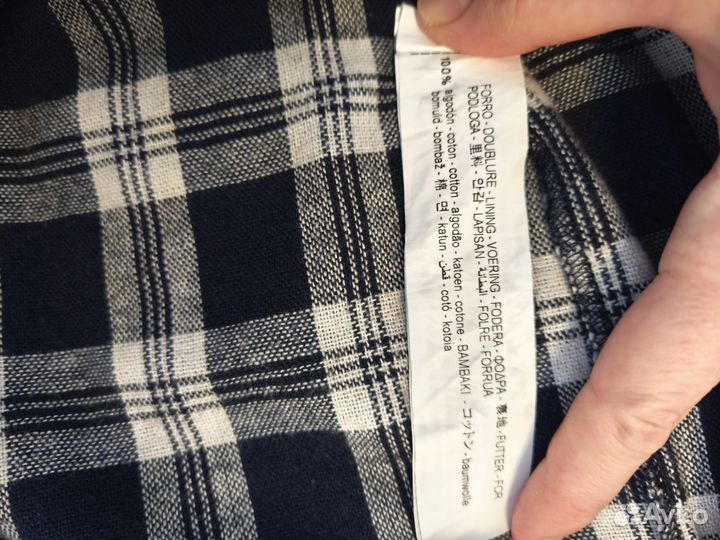 FORRO - DOUBLURE - LINING - VOERING - FODERA - ΦΟΔΡΑ - 裏地 - FUTTER - FOR
PODLOGA - 里料 - 안감 - LAPISAN - البطانة - FOLRE - FORRUA
100% algodón - coton - cotton - algodão - katoen - cotone - BAMBAKI - コットン - baumwolle
bomuld - bombaž - 棉 - 면 - katun - قطن - cotó - kotoia
Avito